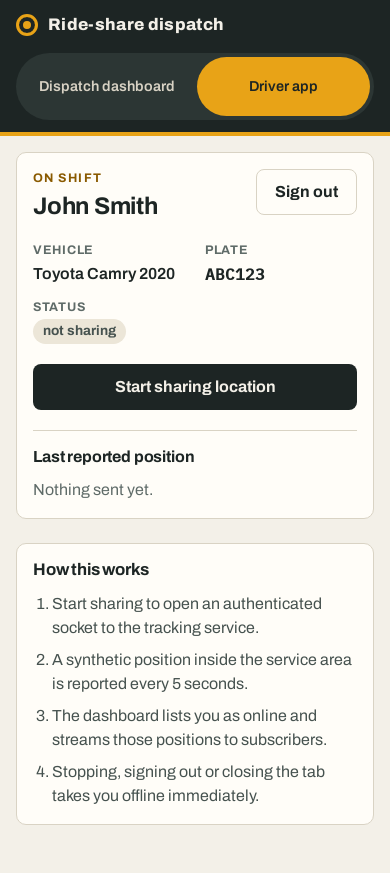 Ride-share dispatch
Dispatch dashboard
Driver app
ON SHIFT
John Smith
Sign out
VEHICLE
PLATE
Toyota Camry 2020
ABC123
STATUS
not sharing
Start sharing location
Last reported position
Nothing sent yet.
How this works
1. Start sharing to open an authenticated
socket to the tracking service.
2. A synthetic position inside the service area
is reported every 5 seconds.
3. The dashboard lists you as online and
streams those positions to subscribers.
4. Stopping, signing out or closing the tab
takes you offline immediately.